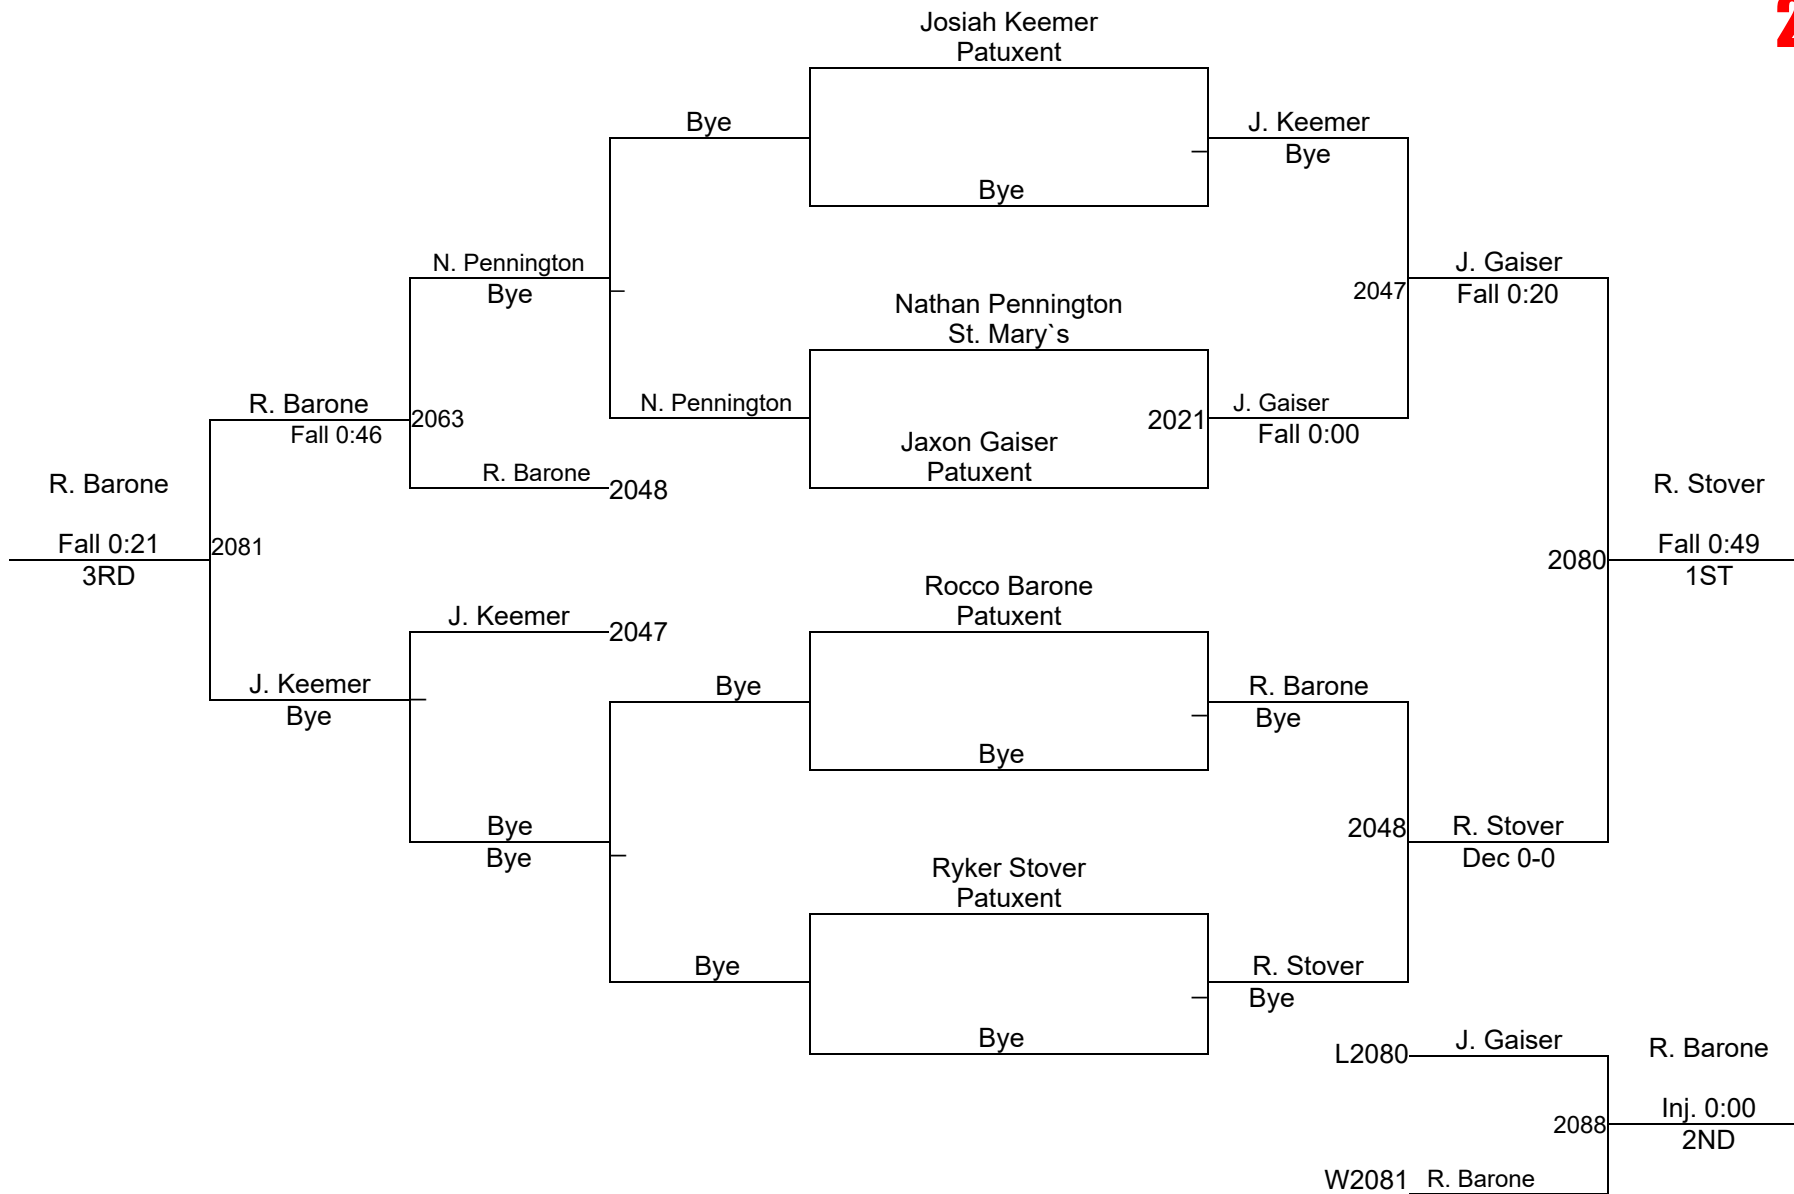 2
Josiah Keemer
Patuxent
Bye
J. Keemer
Bye
Bye
N. Pennington
Bye
J. Gaiser
2047
Fall 0:20
Nathan Pennington
St. Mary`s
R. Barone
2063
Fall 0:46
N. Pennington
2021
J. Gaiser
Fall 0:00
Jaxon Gaiser
Patuxent
R. Barone
2048
R. Barone
R. Stover
Fall 0:21
2081
3RD
2080
Fall 0:49
1ST
Rocco Barone
Patuxent
J. Keemer
2047
J. Keemer
Bye
Bye
R. Barone
Bye
Bye
Bye
Bye
2048
R. Stover
Dec 0-0
Ryker Stover
Patuxent
Bye
R. Stover
Bye
Bye
L2080
J. Gaiser
R. Barone
2088
Inj. 0:00
2ND
W2081
R. Barone